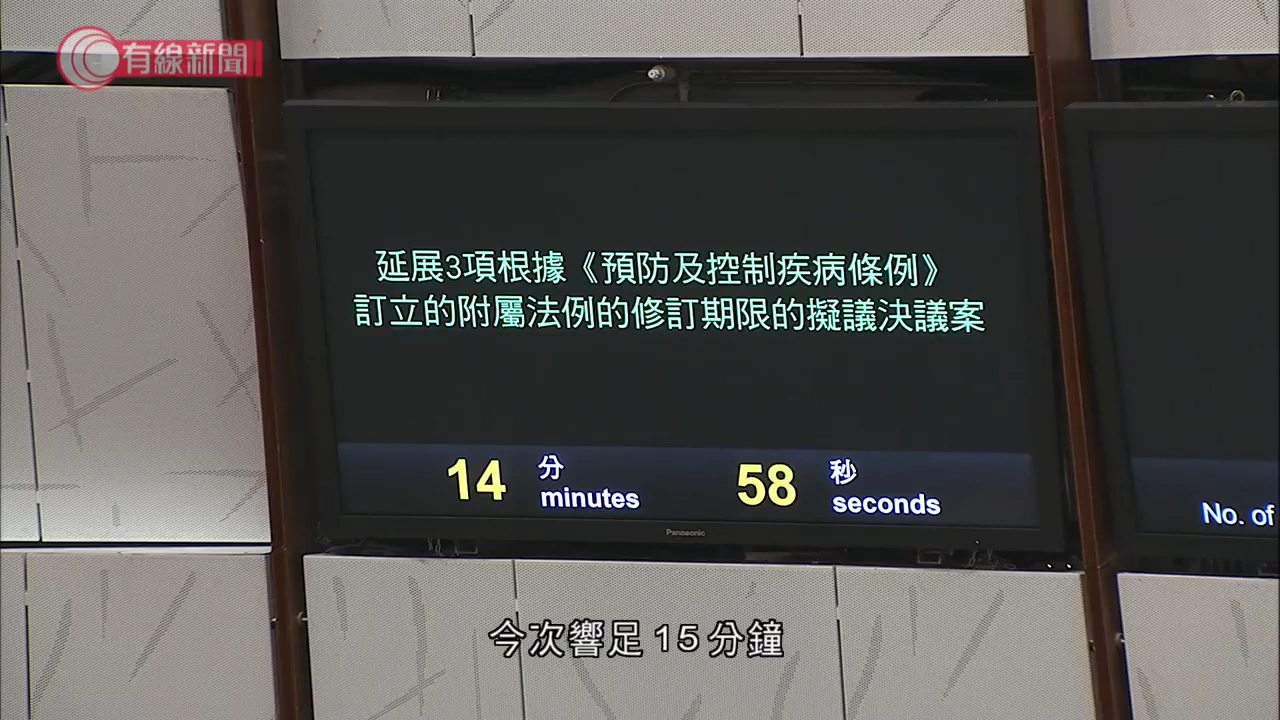 有線新聞
延展3項根據《預防及控制疾病條例》
訂立的附屬法例的修訂期限的擬議決議案
14 分 minutes 58 秒 seconds
No. of
Panasonic
今次響足15分鐘